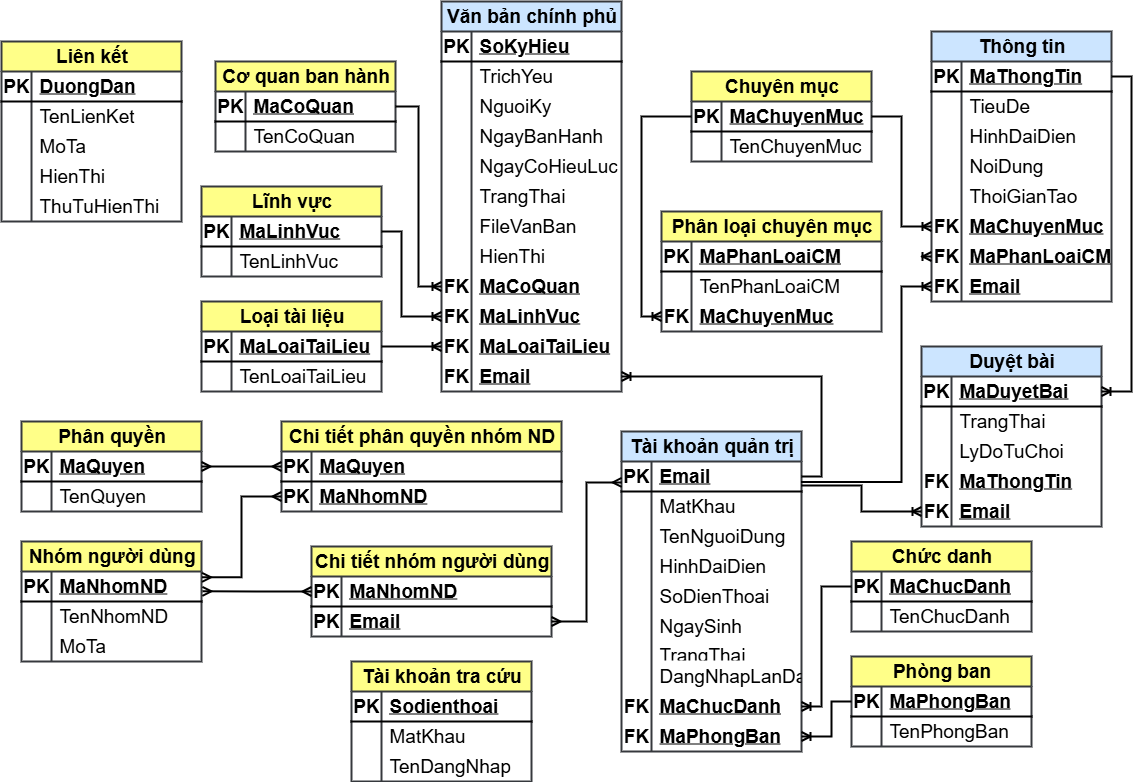 Liên kết
PK DuongDan
TenLienKet
MoTa
HienThi
ThuTuHienThi
Cơ quan ban hành
PK MaCoQuan
TenCoQuan
Lĩnh vực
PK MaLinhVuc
TenLinhVuc
Loại tài liệu
PK MaLoaiTaiLieu
TenLoaiTaiLieu
Văn bản chính phủ
PK SoKyHieu
TrichYeu
NguoiKy
NgayBanHanh
NgayCoHieuLuc
TrangThai
FileVanBan
HienThi
FK MaCoQuan
FK MaLinhVuc
FK MaLoaiTaiLieu
FK Email
Chuyên mục
PK MaChuyenMuc
TenChuyenMuc
Phân loại chuyên mục
PK MaPhanLoaiCM
TenPhanLoaiCM
FK MaChuyenMuc
Thông tin
PK MaThongTin
TieuDe
HinhDaiDien
NoiDung
ThoiGianTao
FK MaChuyenMuc
FK MaPhanLoaiCM
FK Email
Duyệt bài
PK MaDuyetBai
TrangThai
LyDoTuChoi
FK MaThongTin
FK Email
Phân quyền
PK MaQuyen
TenQuyen
Chi tiết phân quyền nhóm ND
PK MaQuyen
PK MaNhomND
Nhóm người dùng
PK MaNhomND
TenNhomND
MoTa
Chi tiết nhóm người dùng
PK MaNhomND
PK Email
Tài khoản quản trị
PK Email
MatKhau
TenNguoiDung
HinhDaiDien
SoDienThoai
NgaySinh
TrangThai
DangNhapLanDa
FK MaChucDanh
FK MaPhongBan
Chức danh
PK MaChucDanh
TenChucDanh
Phòng ban
PK MaPhongBan
TenPhongBan
Tài khoản tra cứu
PK Sodienthoai
MatKhau
TenDangNhap